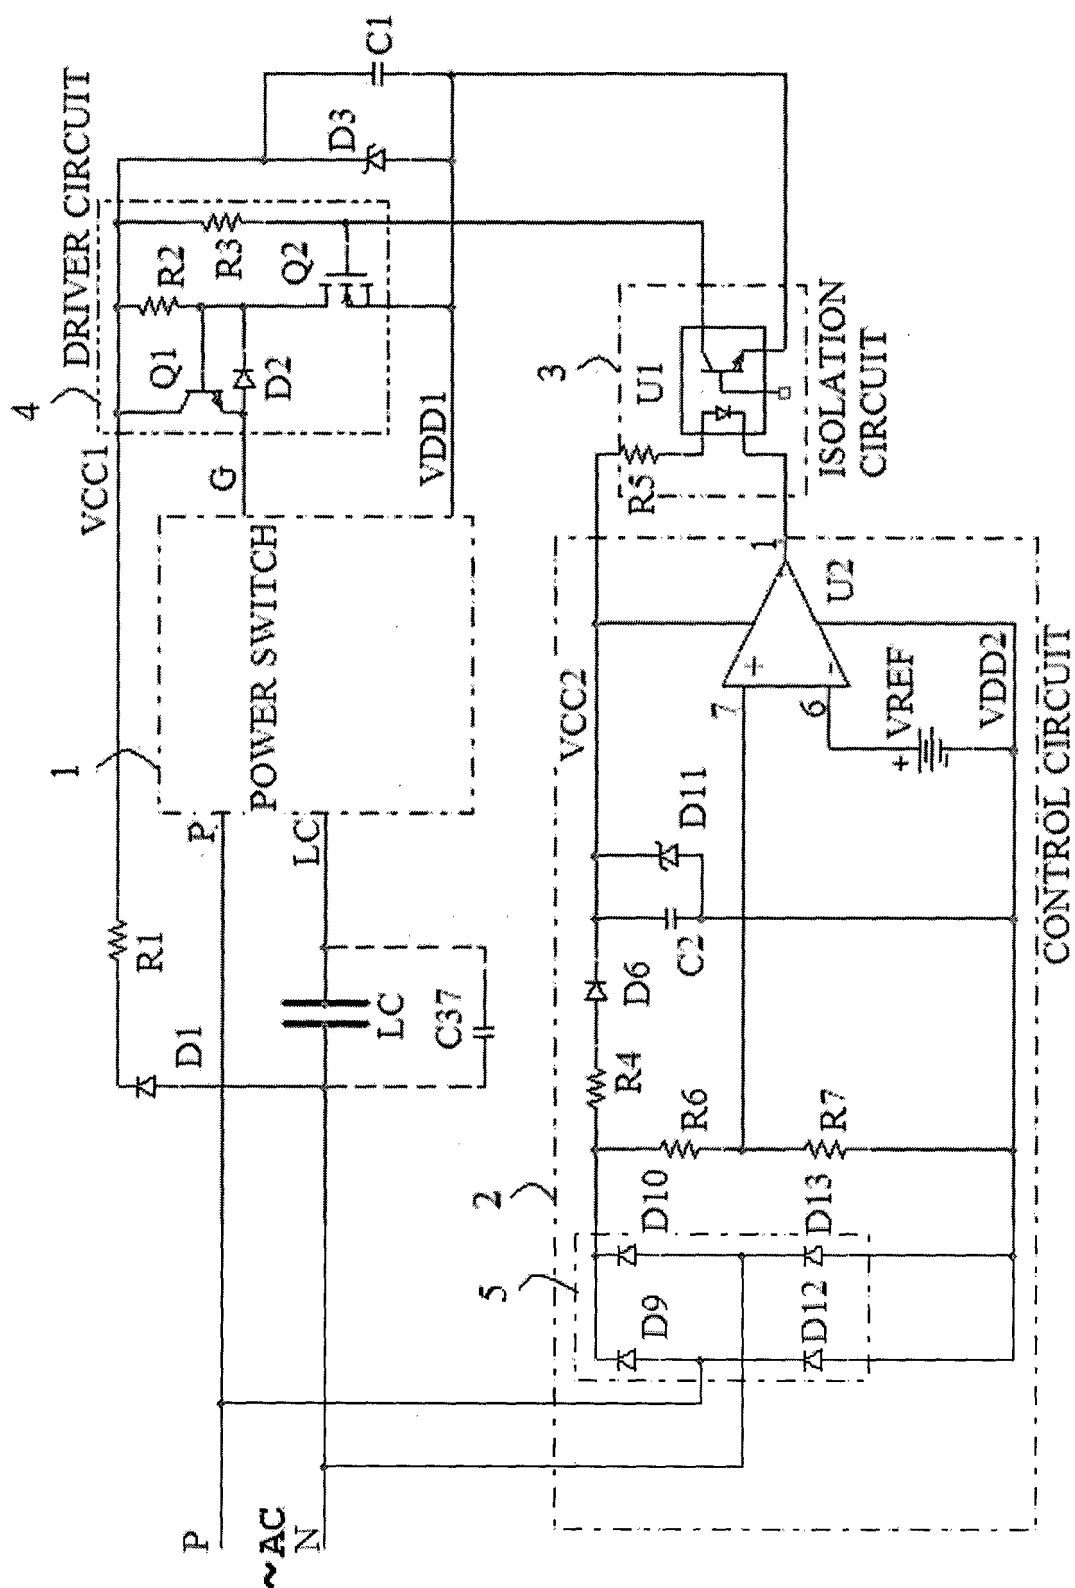 4
DRIVER CIRCUIT
VCC1
R2
R3
Q1
Q2
D2
D3
C1
G
VDD1
1
POWER SWITCH
P
LC
R1
D1
LC
C37
P
~AC
N
3
U1
R5
ISOLATION
CIRCUIT
2
5
D9
D10
D12
D13
R4
R6
R7
D6
C2
D11
VCC2
7
+
6
-
1
U2
+
VREF
VDD2
CONTROL CIRCUIT